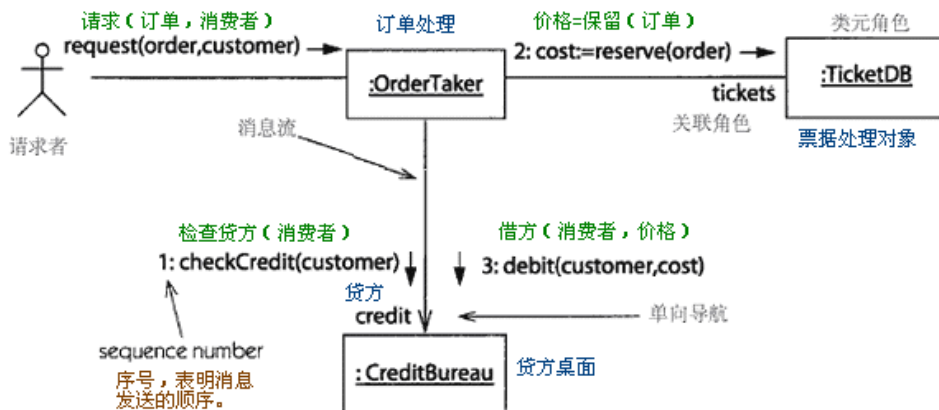 请求（订单，消费者）
request(order,customer)
订单处理
价格=保留（订单）
2: cost:=reserve(order)
类元角色
:OrderTaker
:TicketDB
tickets
关联角色
票据处理对象
请求者
消息流
检查贷方（消费者）
1: checkCredit(customer)
借方（消费者，价格）
3: debit(customer,cost)
贷方
credit
单向导航
sequence number
序号，表明消息
发送的顺序。
: CreditBureau
贷方桌面